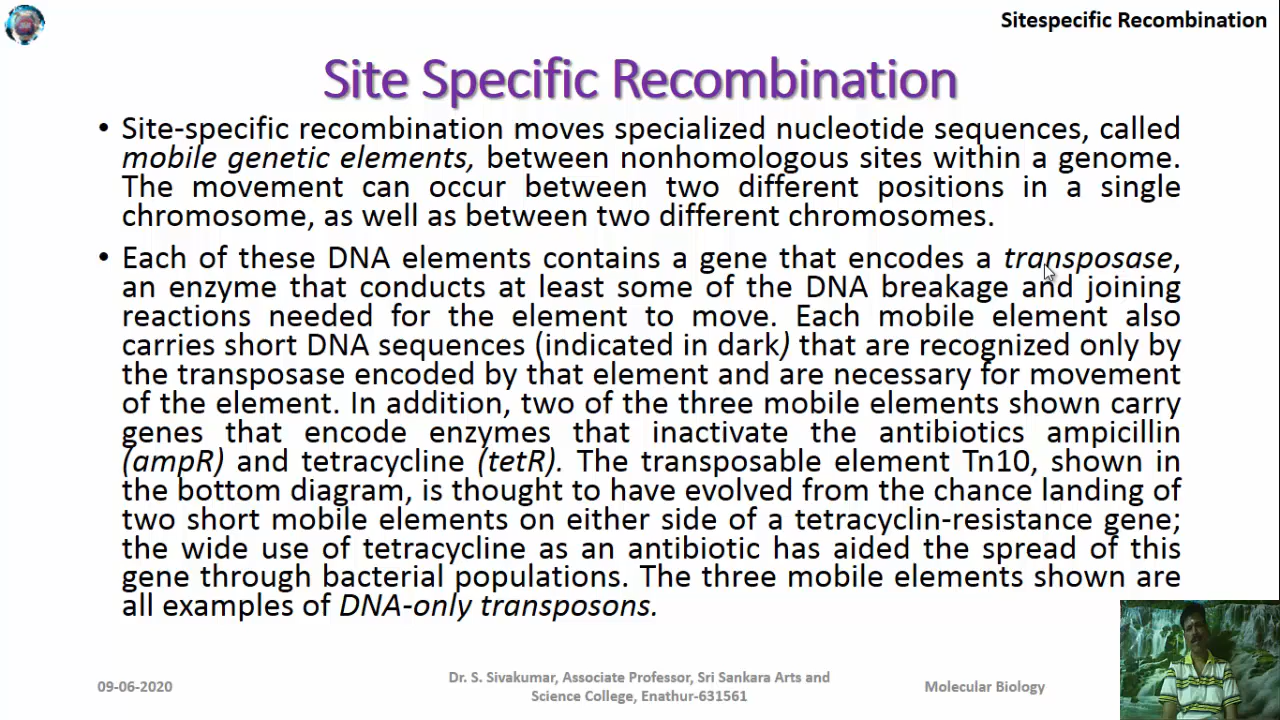 Sitespecific Recombination
Site Specific Recombination
• Site-specific recombination moves specialized nucleotide sequences, called
mobile genetic elements, between nonhomologous sites within a genome.
The movement can occur between two different positions in a single
chromosome, as well as between two different chromosomes.
• Each of these DNA elements contains a gene that encodes a transposase,
an enzyme that conducts at least some of the DNA breakage and joining
reactions needed for the element to move. Each mobile element also
carries short DNA sequences (indicated in dark) that are recognized only by
the transposase encoded by that element and are necessary for movement
of the element. In addition, two of the three mobile elements shown carry
genes that encode enzymes that inactivate the antibiotics ampicillin
(ampR) and tetracycline (tetR). The transposable element Tn10, shown in
the bottom diagram, is thought to have evolved from the chance landing of
two short mobile elements on either side of a tetracyclin-resistance gene;
the wide use of tetracycline as an antibiotic has aided the spread of this
gene through bacterial populations. The three mobile elements shown are
all examples of DNA-only transposons.
09-06-2020
Dr. S. Sivakumar, Associate Professor, Sri Sankara Arts and
Science College, Enathur-631561
Molecular Biology